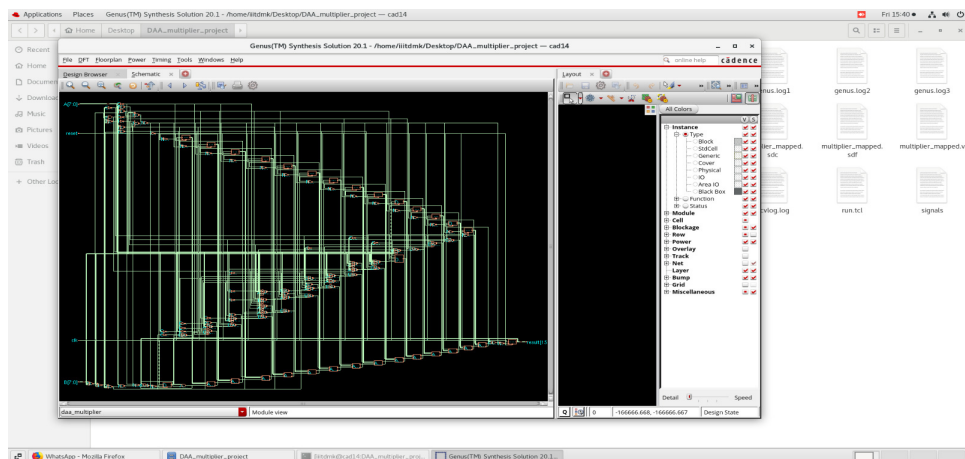 Applications Places Genus(TM) Synthesis Solution 20.1 - /home/iiitdmk/Desktop/DAA_multiplier_project — cad14 Fri 15:40
Home Desktop DAA_multiplier_project
Recent
Home
Documen
Downloa
Music
Pictures
Videos
Trash
+ Other Loc
Genus(TM) Synthesis Solution 20.1 - /home/iiitdmk/Desktop/DAA_multiplier_project — cad14
File DFT Floorplan Power Timing Tools Windows Help
online help cādence
Design Browser Schematic
Layout
All Colors
V S
Instance
Type
Block
StdCell
Generic
Cover
Physical
IO
Area IO
Black Box
Function
Status
Module
Cell
Blockage
Row
Power
Overlay
Track
Net
Layer
Bump
Grid
Miscellaneous
Detail Speed
daa_multiplier Module view
Q 0 -166666.668, -166666.667 Design State
enus.log1 genus.log2 genus.log3
plier_mapped.
sdc
multiplier_mapped.
sdf
multiplier_mapped.v
cvlog.log run.tcl signals
WhatsApp - Mozilla Firefox DAA_multiplier_project Genus(TM) Synthesis Solution 20.1...